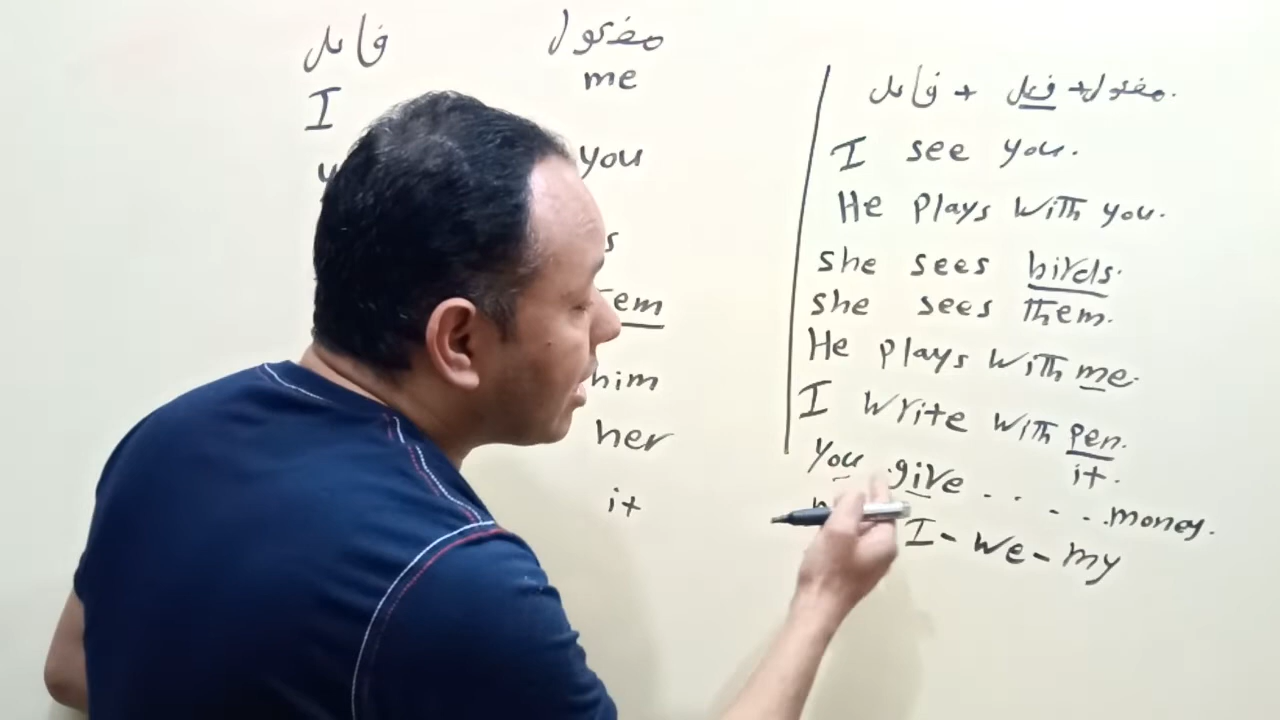 فاعل مفعول
I me
you
em
him
her
it
فاعل + فعل + مفعول.
I see you.
He plays with you.
she sees birds.
she sees them.
He plays with me.
I write with pen.
it.
You give .. .. money.
I - we - my